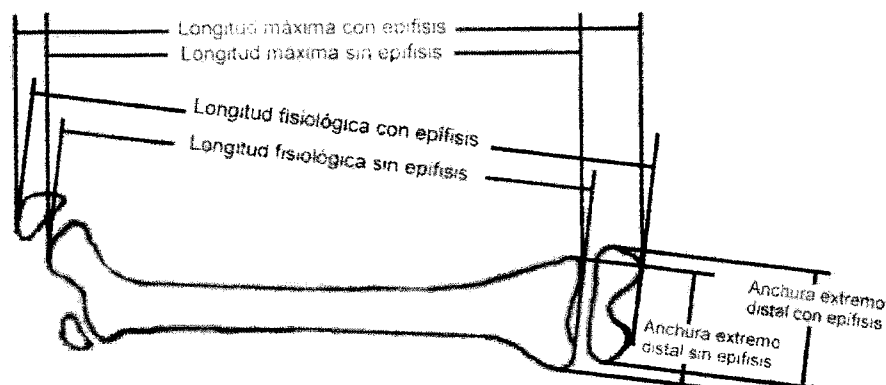 Longitud máxima con epífisis
Longitud máxima sin epífisis
Longitud fisiológica con epífisis
Longitud fisiológica sin epífisis
Anchura extremo
distal con epífisis
Anchura extremo
distal sin epífisis